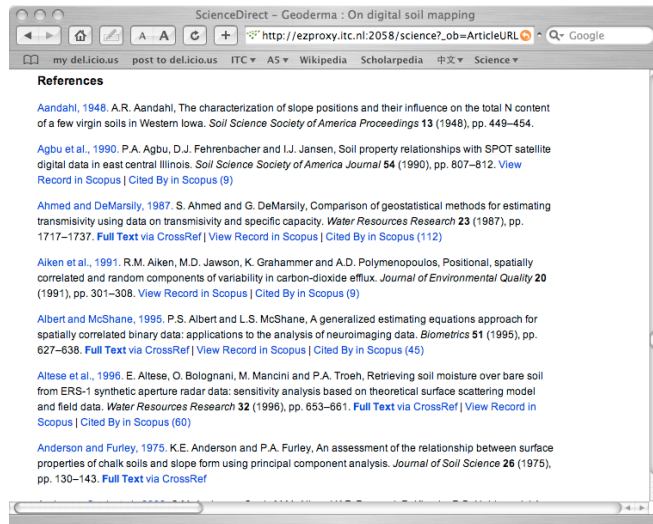 ScienceDirect - Geoderma : On digital soil mapping
A A + http://ezproxy.itc.nl:2058/science?_ob=ArticleURL Q Google
my del.icio.us post to del.icio.us ITC ▾ A5 ▾ Wikipedia Scholarpedia 中文 ▾ Science ▾
References
Aandahl, 1948. A.R. Aandahl, The characterization of slope positions and their influence on the total N content
of a few virgin soils in Western Iowa. Soil Science Society of America Proceedings 13 (1948), pp. 449–454.
Agbu et al., 1990. P.A. Agbu, D.J. Fehrenbacher and I.J. Jansen, Soil property relationships with SPOT satellite
digital data in east central Illinois. Soil Science Society of America Journal 54 (1990), pp. 807–812. View
Record in Scopus | Cited By in Scopus (9)
Ahmed and DeMarsily, 1987. S. Ahmed and G. DeMarsily, Comparison of geostatistical methods for estimating
transmisivity using data on transmisivity and specific capacity. Water Resources Research 23 (1987), pp.
1717–1737. Full Text via CrossRef | View Record in Scopus | Cited By in Scopus (112)
Aiken et al., 1991. R.M. Aiken, M.D. Jawson, K. Grahammer and A.D. Polymenopoulos, Positional, spatially
correlated and random components of variability in carbon-dioxide efflux. Journal of Environmental Quality 20
(1991), pp. 301–308. View Record in Scopus | Cited By in Scopus (9)
Albert and McShane, 1995. P.S. Albert and L.S. McShane, A generalized estimating equations approach for
spatially correlated binary data: applications to the analysis of neuroimaging data. Biometrics 51 (1995), pp.
627–638. Full Text via CrossRef | View Record in Scopus | Cited By in Scopus (45)
Altese et al., 1996. E. Altese, O. Bolognani, M. Mancini and P.A. Troeh, Retrieving soil moisture over bare soil
from ERS-1 synthetic aperture radar data: sensitivity analysis based on theoretical surface scattering model
and field data. Water Resources Research 32 (1996), pp. 653–661. Full Text via CrossRef | View Record in
Scopus | Cited By in Scopus (60)
Anderson and Furley, 1975. K.E. Anderson and P.A. Furley, An assessment of the relationship between surface
properties of chalk soils and slope form using principal component analysis. Journal of Soil Science 26 (1975),
pp. 130–143. Full Text via CrossRef